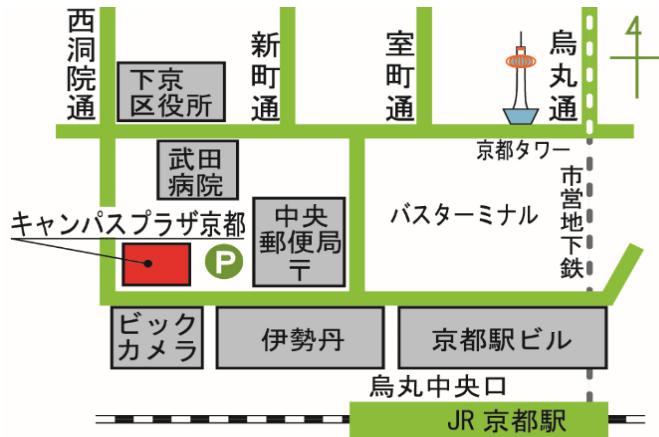 西洞院通
新町通
室町通
烏丸通
4
下京
区役所
京都タワー
武田
病院
市営地下鉄
中央
郵便局
〒
バスターミナル
キャンパスプラザ京都
P
ビック
カメラ
伊勢丹
京都駅ビル
烏丸中央口
JR 京都駅